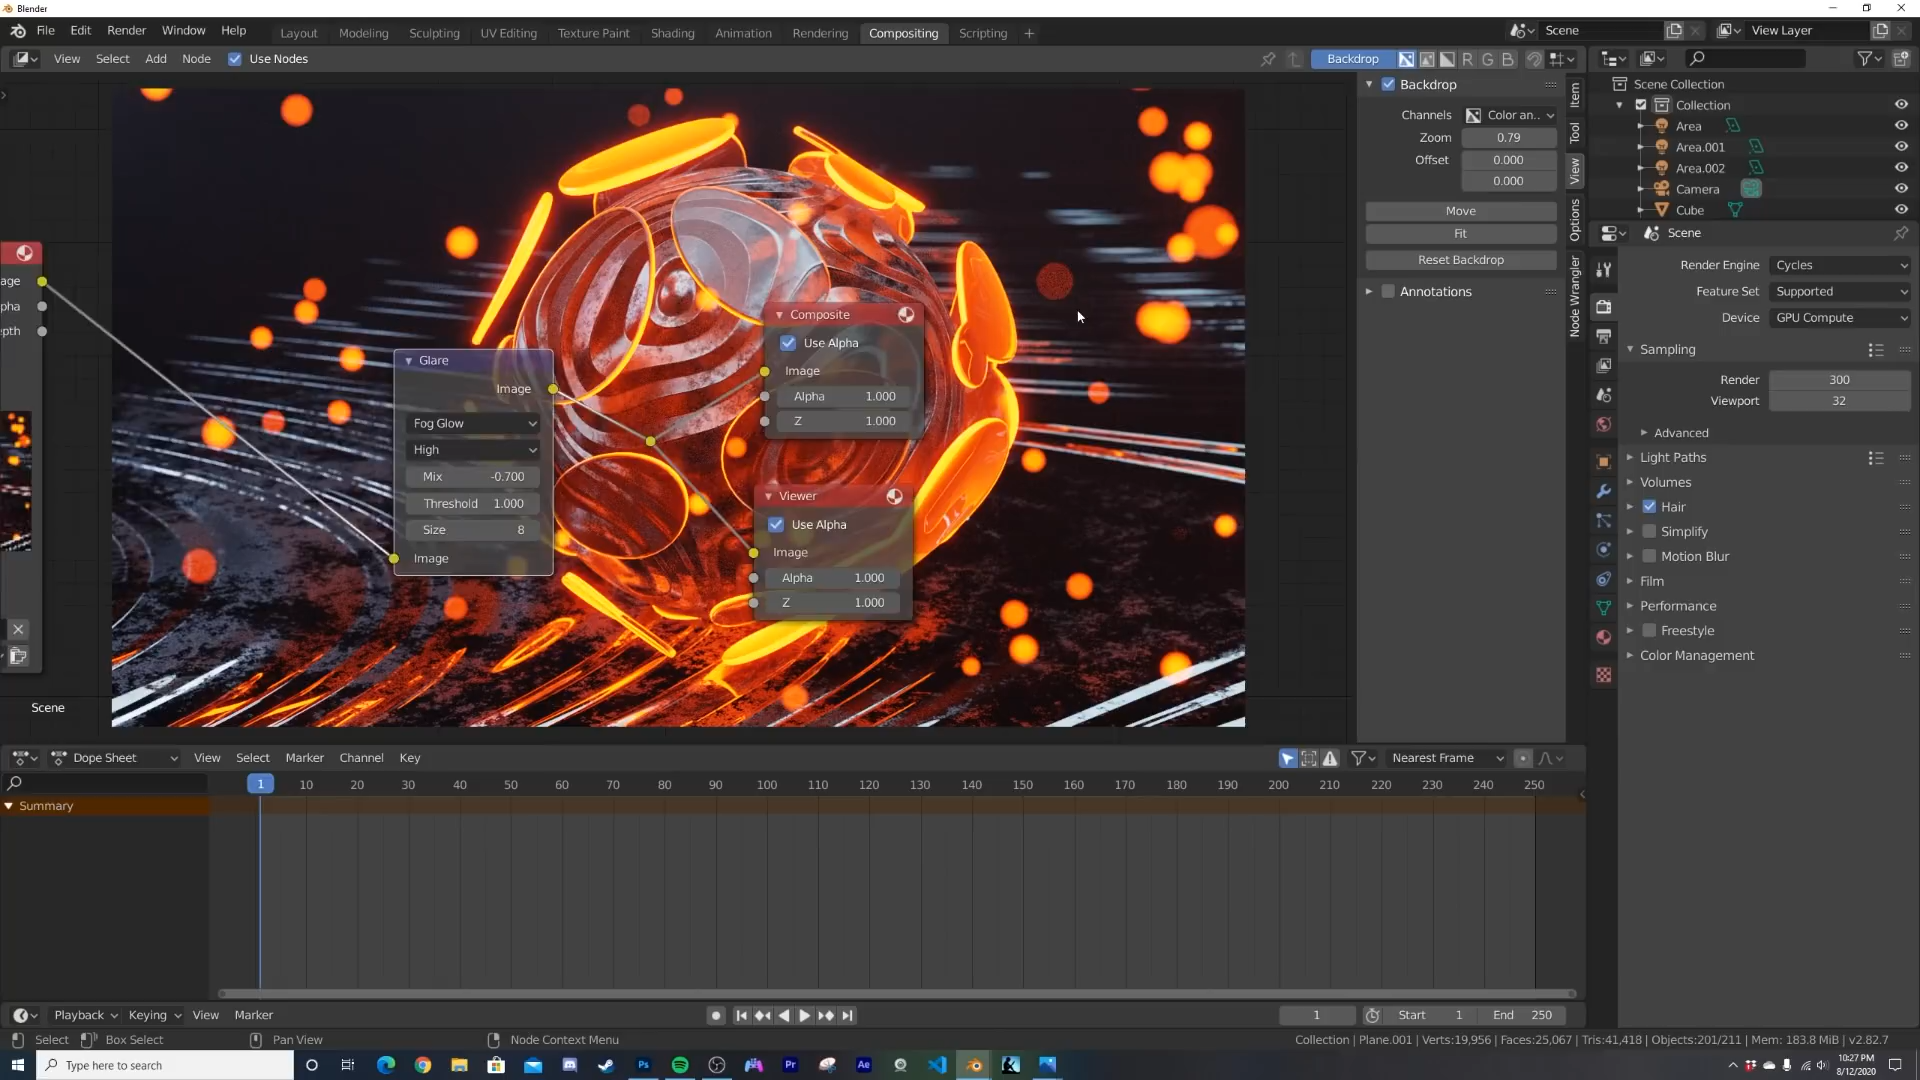 Blender
File Edit Render Window Help Layout Modeling Sculpting UV Editing Texture Paint Shading Animation Rendering Compositing Scripting + Scene View Layer
View Select Add Node Use Nodes Backdrop R G B
Backdrop
Channels Color an..
Zoom 0.79
Offset 0.000
0.000
Move
Fit
Reset Backdrop
Annotations
Item
Tool
View
Options
Node Wrangler
Scene Collection
Collection
Area
Area.001
Area.002
Camera
Cube
Scene
Render Engine Cycles
Feature Set Supported
Device GPU Compute
Sampling
Render 300
Viewport 32
Advanced
Light Paths
Volumes
Hair
Simplify
Motion Blur
Film
Performance
Freestyle
Color Management
age
pha
pth
Glare
Image
Fog Glow
High
Mix -0.700
Threshold 1.000
Size 8
Image
Composite
Use Alpha
Image
Alpha 1.000
Z 1.000
Viewer
Use Alpha
Image
Alpha 1.000
Z 1.000
Scene
Dope Sheet View Select Marker Channel Key Nearest Frame
1 10 20 30 40 50 60 70 80 90 100 110 120 130 140 150 160 170 180 190 200 210 220 230 240 250
Summary
Playback Keying View Marker 1 Start 1 End 250
Select Box Select Pan View Node Context Menu Collection | Plane.001 | Verts:19,956 | Faces:25,067 | Tris:41,418 | Objects:201/211 | Mem: 183.8 MiB | v2.82.7
Type here to search Ps Pr Ae 10:27 PM
8/12/2020